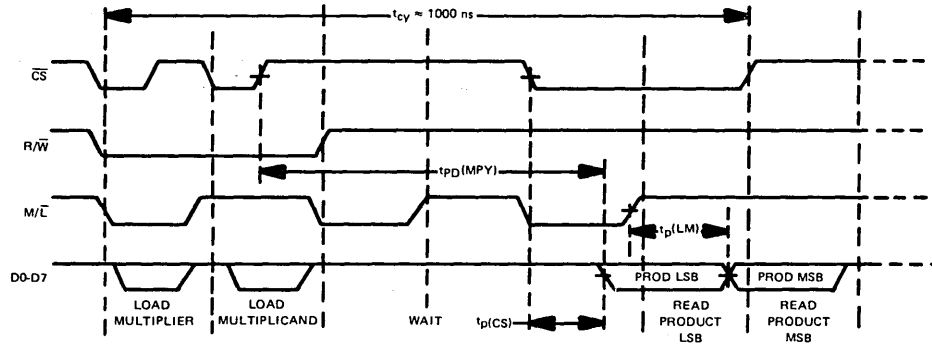 tcy ≈ 1000 ns
CS
R/W
tPD(MPY)
M/L
tp(LM)
D0-D7
PROD LSB
PROD MSB
LOAD
MULTIPLIER
LOAD
MULTIPLICAND
WAIT
tp(CS)
READ
PRODUCT
LSB
READ
PRODUCT
MSB